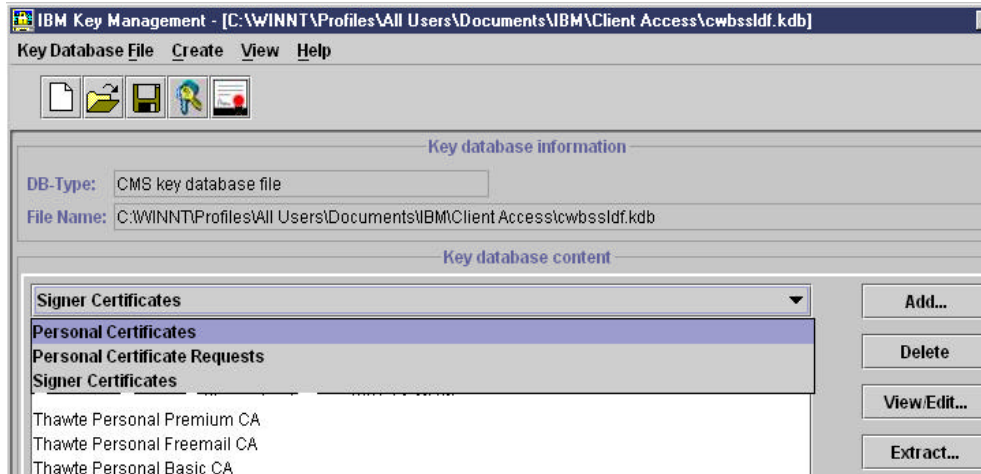 IBM Key Management - [C:\WINNT\Profiles\All Users\Documents\IBM\Client Access\cwbssldf.kdb]
Key Database File Create View Help
Key database information
DB-Type: CMS key database file
File Name: C:\WINNT\Profiles\All Users\Documents\IBM\Client Access\cwbssldf.kdb
Key database content
Signer Certificates
Add...
Personal Certificates
Personal Certificate Requests
Delete
Signer Certificates
View/Edit...
Thawte Personal Premium CA
Thawte Personal Freemail CA
Extract...
Thawte Personal Basic CA